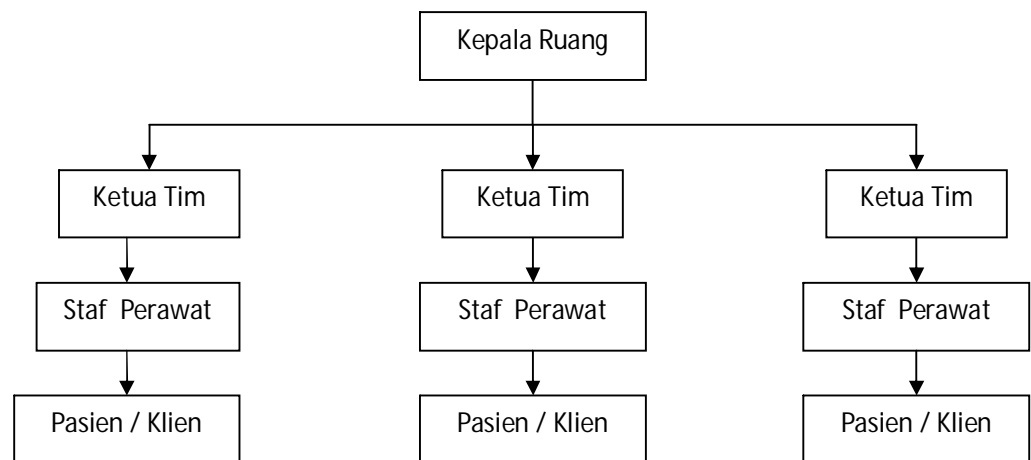 Kepala Ruang
Ketua Tim
Ketua Tim
Ketua Tim
Staf Perawat
Staf Perawat
Staf Perawat
Pasien / Klien
Pasien / Klien
Pasien / Klien